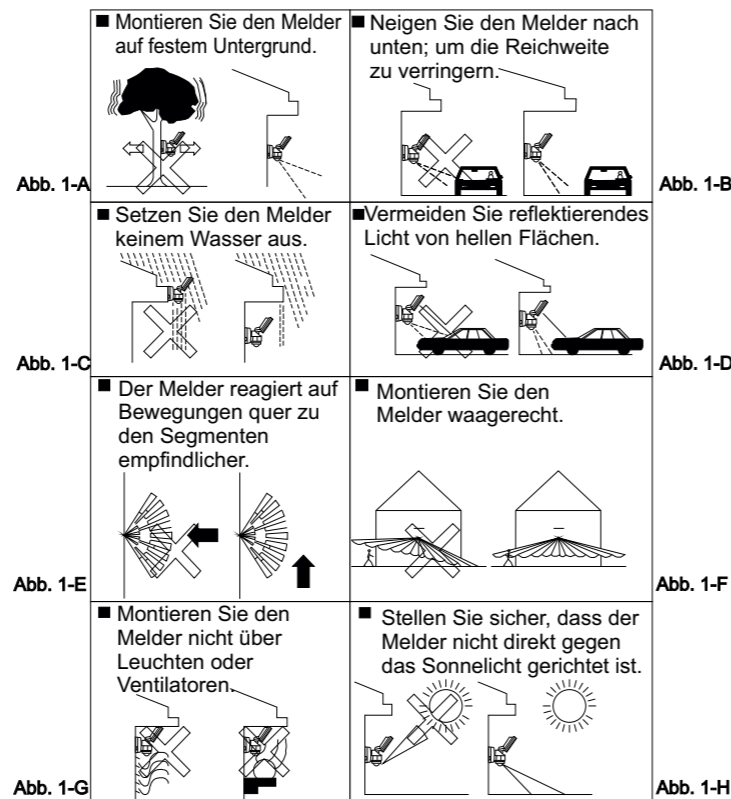 ■ Montieren Sie den Melder
auf festem Untergrund.
Abb. 1-A
■ Neigen Sie den Melder nach
unten; um die Reichweite
zu verringern.
Abb. 1-B
■ Setzen Sie den Melder
keinem Wasser aus.
Abb. 1-C
■ Vermeiden Sie reflektierendes
Licht von hellen Flächen.
Abb. 1-D
■ Der Melder reagiert auf
Bewegungen quer zu
den Segmenten
empfindlicher.
Abb. 1-E
■ Montieren Sie den
Melder waagerecht.
Abb. 1-F
■ Montieren Sie den
Melder nicht über
Leuchten oder
Ventilatoren.
Abb. 1-G
■ Stellen Sie sicher, dass der
Melder nicht direkt gegen
das Sonnelicht gerichtet ist.
Abb. 1-H